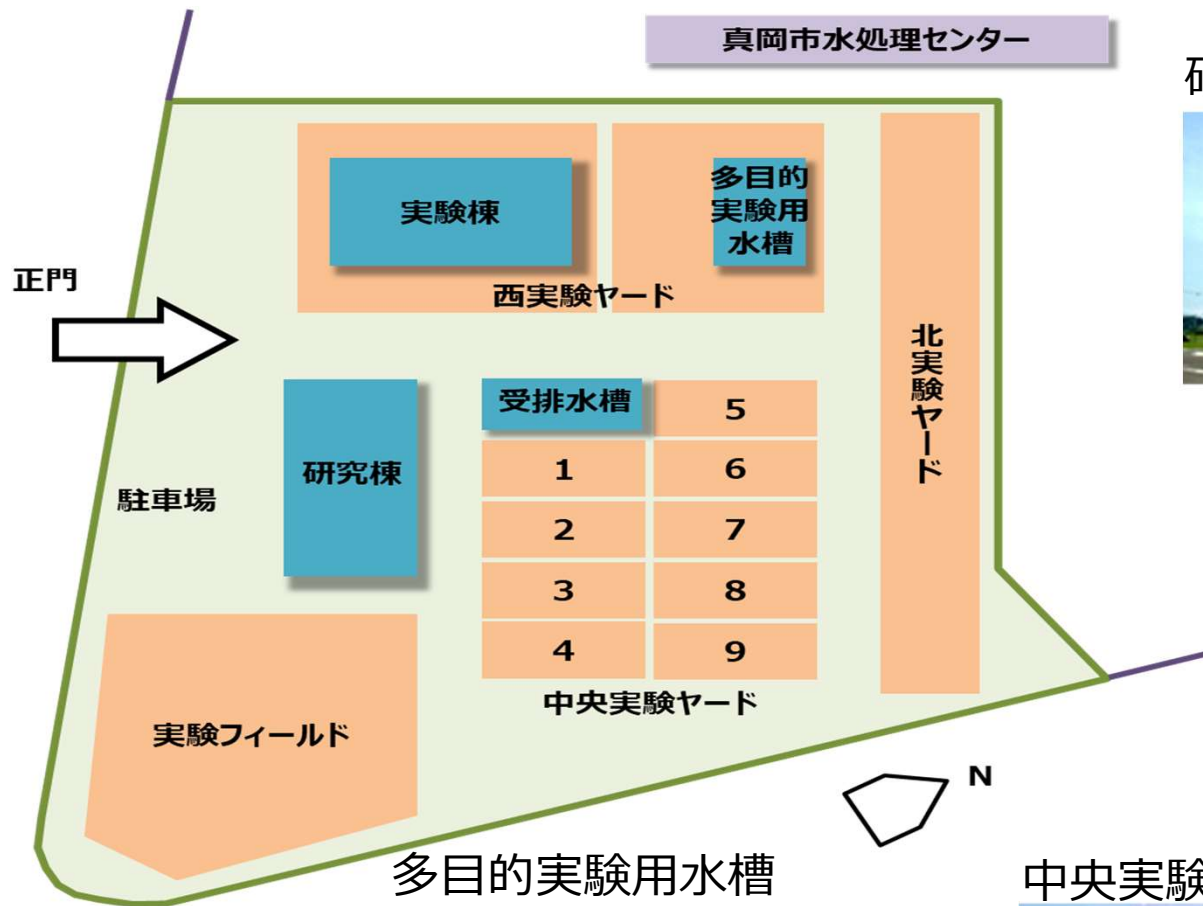 真岡市水処理センター
実験棟
多目的
実験用
水槽
正門
西実験ヤード
北実験ヤード
受排水槽
5
研究棟
1
6
駐車場
2
7
3
8
4
9
中央実験ヤード
実験フィールド
N
多目的実験用水槽
中央実験